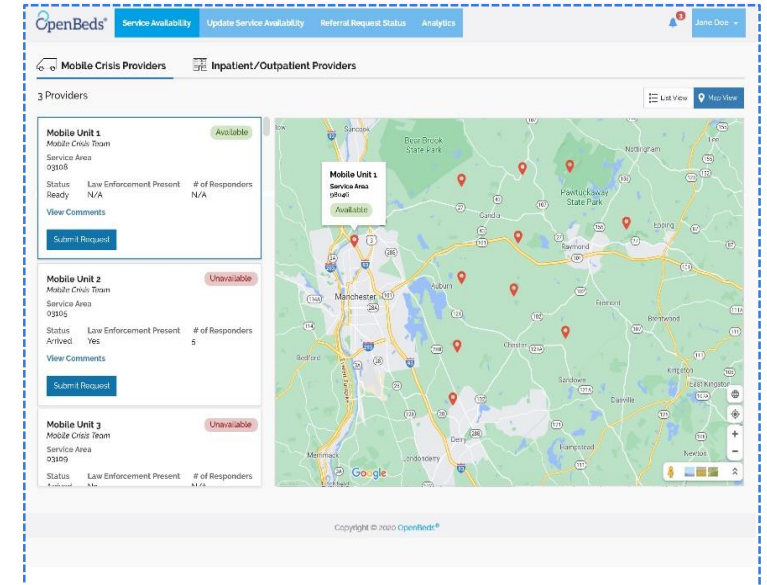 OpenBeds®
Service Availability
Update Service Availability
Referral Request Status
Analytics
3
Jane Doe
Mobile Crisis Providers
Inpatient/Outpatient Providers
3 Providers
List View
Map View
Mobile Unit 1
Available
Mobile Crisis Team
Service Area
03108
Status Law Enforcement Present # of Responders
Ready N/A N/A
View Comments
Submit Request
Mobile Unit 2
Unavailable
Mobile Crisis Team
Service Area
03105
Status Law Enforcement Present # of Responders
Arrived Yes 5
View Comments
Submit Request
Mobile Unit 3
Unavailable
Mobile Crisis Team
Service Area
03109
Status Law Enforcement Present # of Responders
Suncook
Bear Brook
State Park
Nottingham
Lee
Mobile Unit 1
Service Area
98046
Available
Pawtuckaway
State Park
Candia
Epping
Raymond
Auburn
Manchester
Fremont
Brentwood
Bedford
Chester
Kingston
East Kingston
Sandown
Danville
Derry
Hampstead
Newton
Merrimack
Londonderry
Litchfield
Google
Copyright © 2020 OpenBeds®